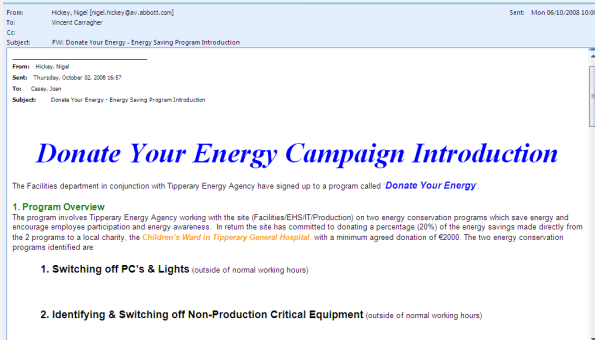 From: Hickey, Nigel [nigel.hickey@av.abbott.com] Sent: Mon 06/10/2008 10:0
To: Vincent Carragher
Cc:
Subject: FW: Donate Your Energy - Energy Saving Program Introduction
From: Hickey, Nigel
Sent: Thursday, October 02, 2008 16:57
To: Casey, Joan
Subject: Donate Your Energy - Energy Saving Program Introduction
Donate Your Energy Campaign Introduction
The Facilities department in conjunction with Tipperary Energy Agency have signed up to a program called 'Donate Your Energy'.
1. Program Overview
The program involves Tipperary Energy Agency working with the site (Facilities/EHS/IT/Production) on two energy conservation programs which save energy and
encourage employee participation and energy awareness. In return the site has committed to donating a percentage (20%) of the energy savings made directly from
the 2 programs to a local charity, the Children's Ward in Tipperary General Hospital, with a minimum agreed donation of €2000. The two energy conservation
programs identified are:
1. Switching off PC's & Lights (outside of normal working hours)
2. Identifying & Switching off Non-Production Critical Equipment (outside of normal working hours)